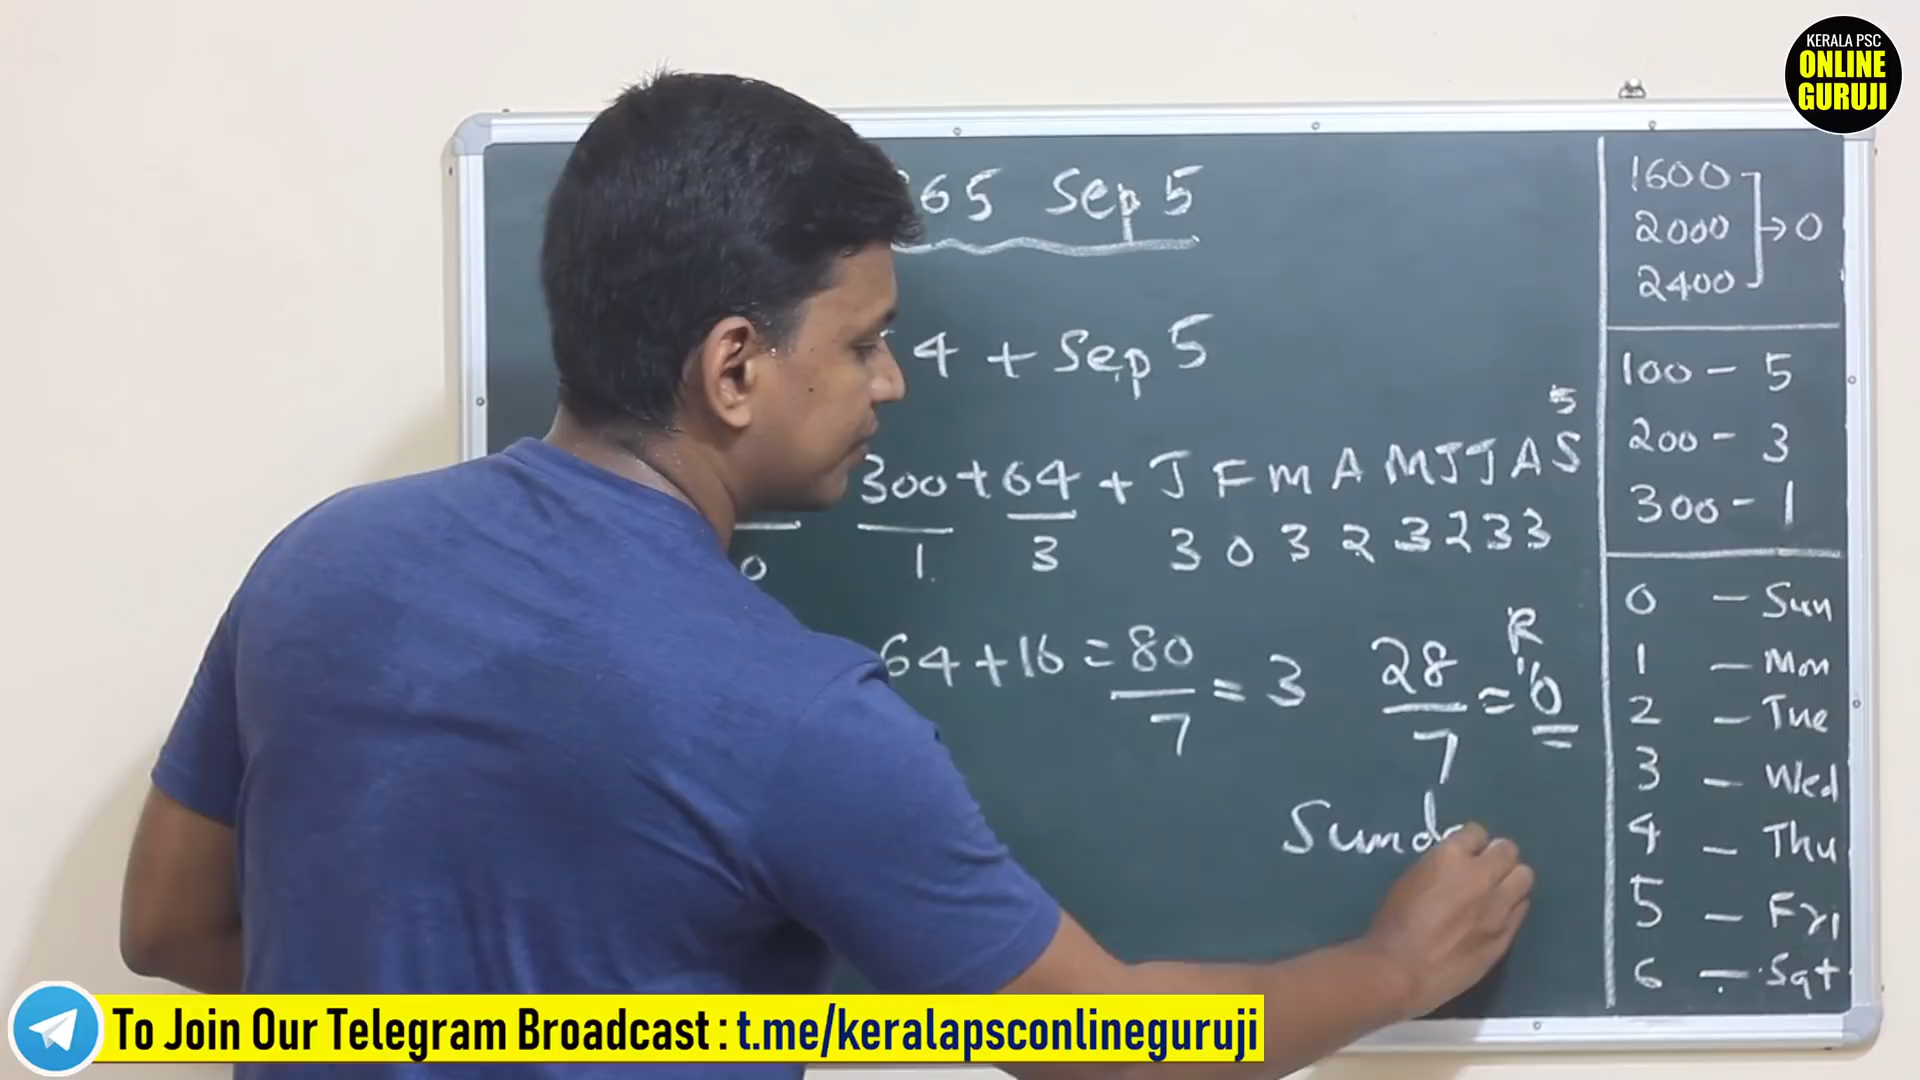 KERALA PSC
ONLINE
GURUJI
65 Sep 5
4 + Sep 5
300 + 64 + J F M A M J J A S
5
0 1 3 3 0 3 2 3 2 3 3
64 + 16 = 80
7
= 3
28
7
= 0
R
Sund
1600
2000 → 0
2400
100 - 5
200 - 3
300 - 1
0 - Sun
1 - Mon
2 - Tue
3 - Wed
4 - Thu
5 - Fri
6 - Sat
To Join Our Telegram Broadcast : t.me/keralapsconlineguruji